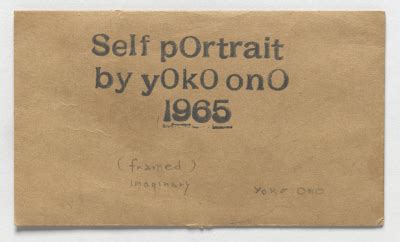 Self pOrtrait
by yOkO onO
1965
(framed)
imaginary
yoko ono